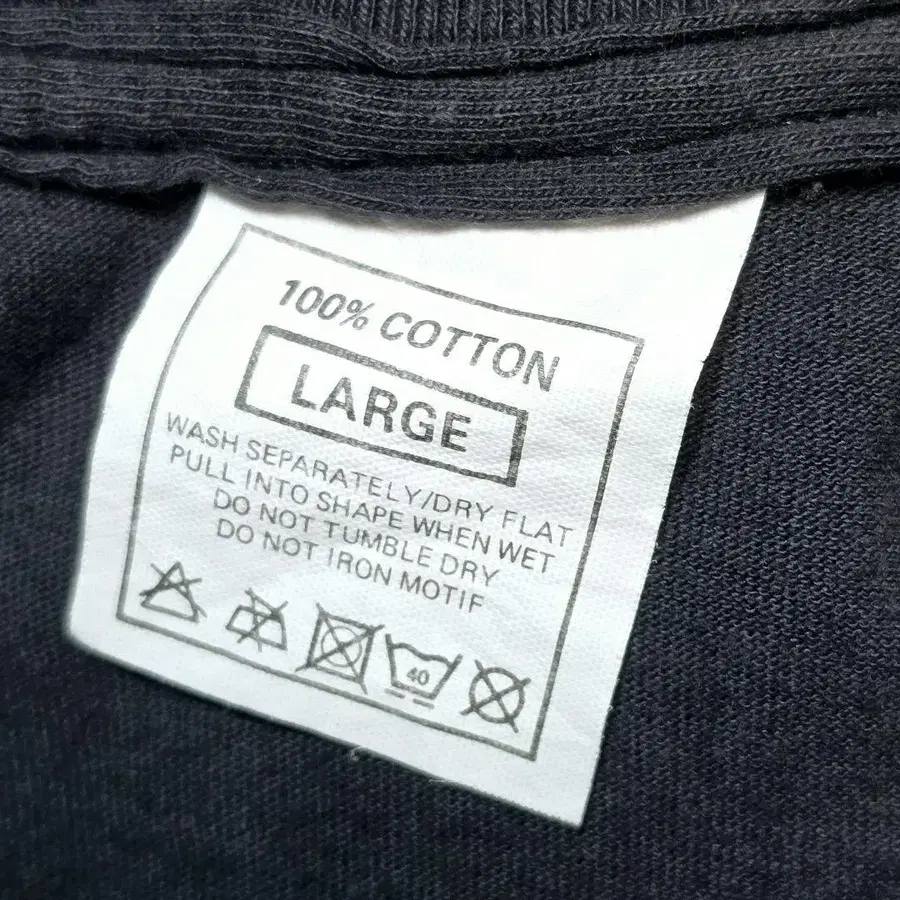 100% COTTON
LARGE
WASH SEPARATELY/DRY FLAT
PULL INTO SHAPE WHEN WET
DO NOT TUMBLE DRY
DO NOT IRON MOTIF
40